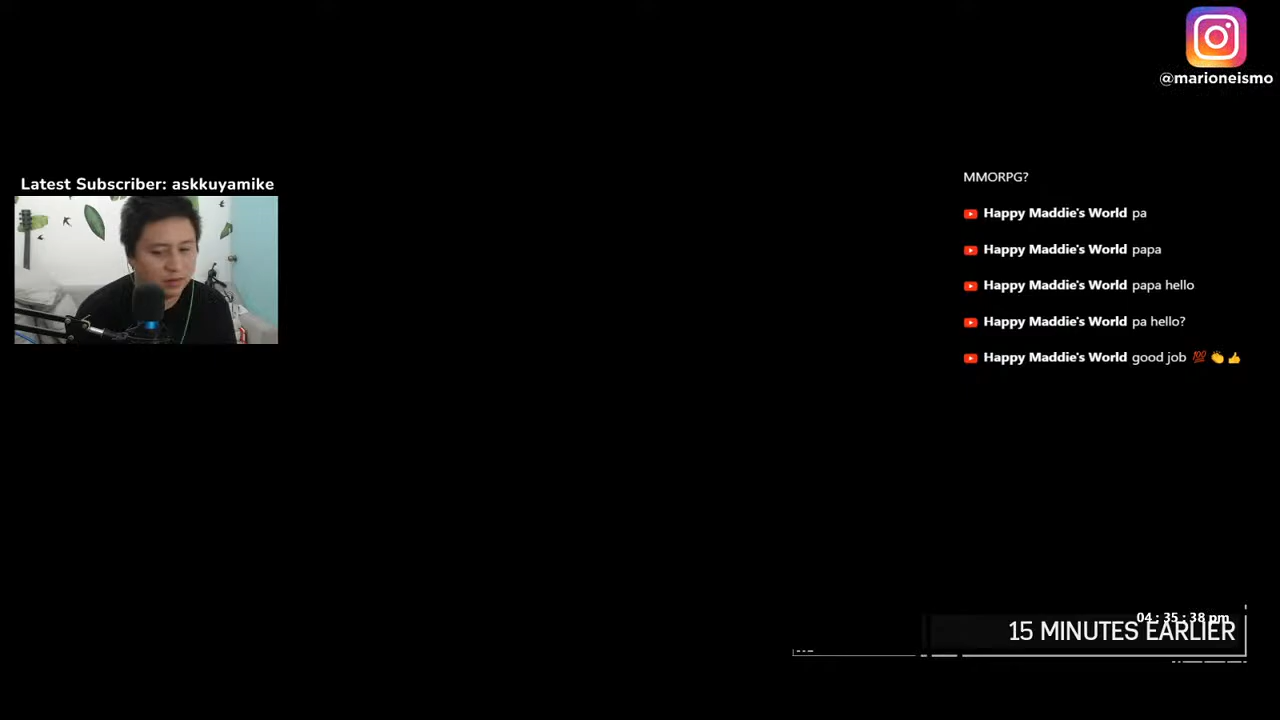 @marioneismo
Latest Subscriber: askkuyamike
MMORPG?
Happy Maddie's World pa
Happy Maddie's World papa
Happy Maddie's World papa hello
Happy Maddie's World pa hello?
Happy Maddie's World good job 💯 👏 👍
04 : 35 : 38 pm
15 MINUTES EARLIER